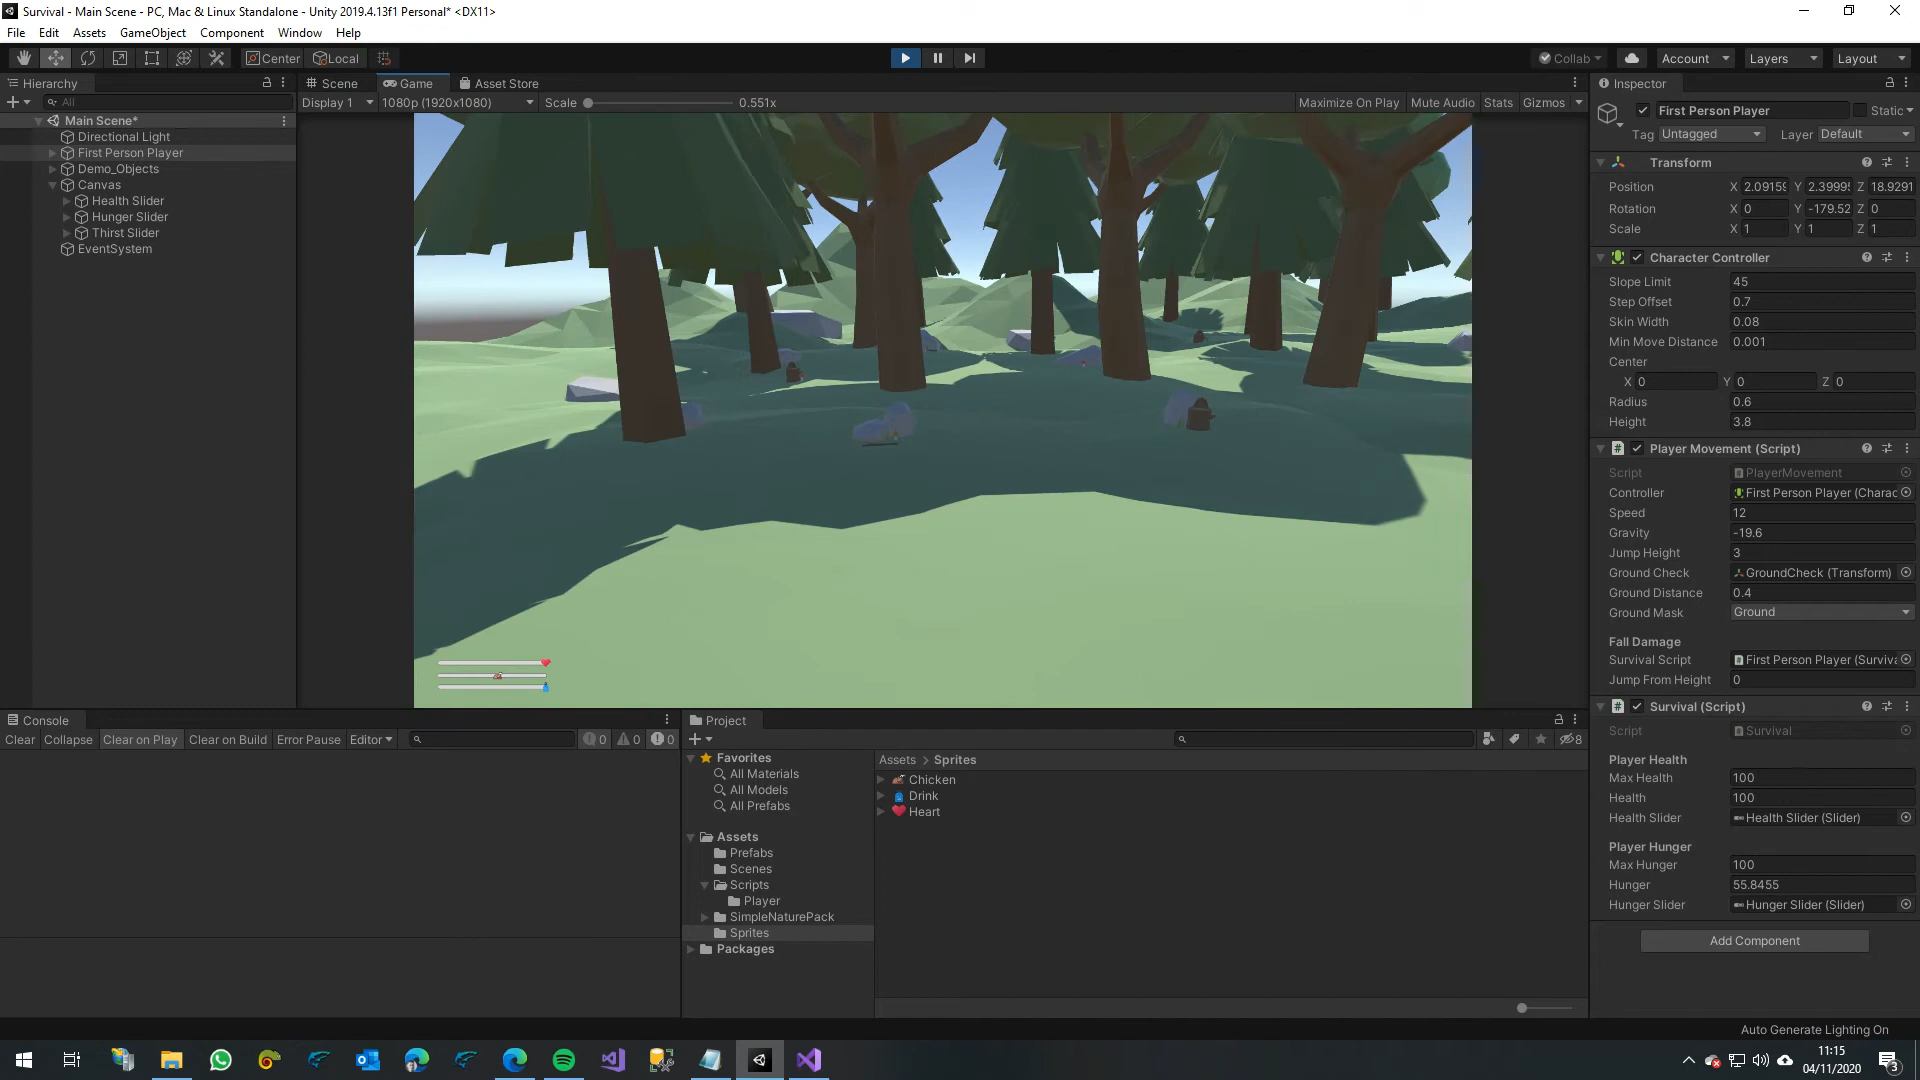 Survival - Main Scene - PC, Mac & Linux Standalone - Unity 2019.4.13f1 Personal* <DX11>
File Edit Assets GameObject Component Window Help
Center Local Collab Account Layers Layout
Hierarchy
All
Main Scene*
Directional Light
First Person Player
Demo_Objects
Canvas
Health Slider
Hunger Slider
Thirst Slider
EventSystem
Scene Game Asset Store
Display 1 1080p (1920x1080) Scale 0.551x Maximize On Play Mute Audio Stats Gizmos
Inspector
First Person Player Static
Tag Untagged Layer Default
Transform
Position X 2.0915 Y 2.3999 Z 18.9291
Rotation X 0 Y -179.52 Z 0
Scale X 1 Y 1 Z 1
Character Controller
Slope Limit 45
Step Offset 0.7
Skin Width 0.08
Min Move Distance 0.001
Center
X 0 Y 0 Z 0
Radius 0.6
Height 3.8
Player Movement (Script)
Script PlayerMovement
Controller First Person Player (Charac
Speed 12
Gravity -19.6
Jump Height 3
Ground Check GroundCheck (Transform)
Ground Distance 0.4
Ground Mask Ground
Fall Damage
Survival Script First Person Player (Surviva
Jump From Height 0
Survival (Script)
Script Survival
Player Health
Max Health 100
Health 100
Health Slider Health Slider (Slider)
Player Hunger
Max Hunger 100
Hunger 55.8455
Hunger Slider Hunger Slider (Slider)
Add Component
Console
Clear Collapse Clear on Play Clear on Build Error Pause Editor 0 0 0
Project
8
Favorites
All Materials
All Models
All Prefabs
Assets
Prefabs
Scenes
Scripts
Player
SimpleNaturePack
Sprites
Packages
Assets > Sprites
Chicken
Drink
Heart
Auto Generate Lighting On
11:15
04/11/2020
3